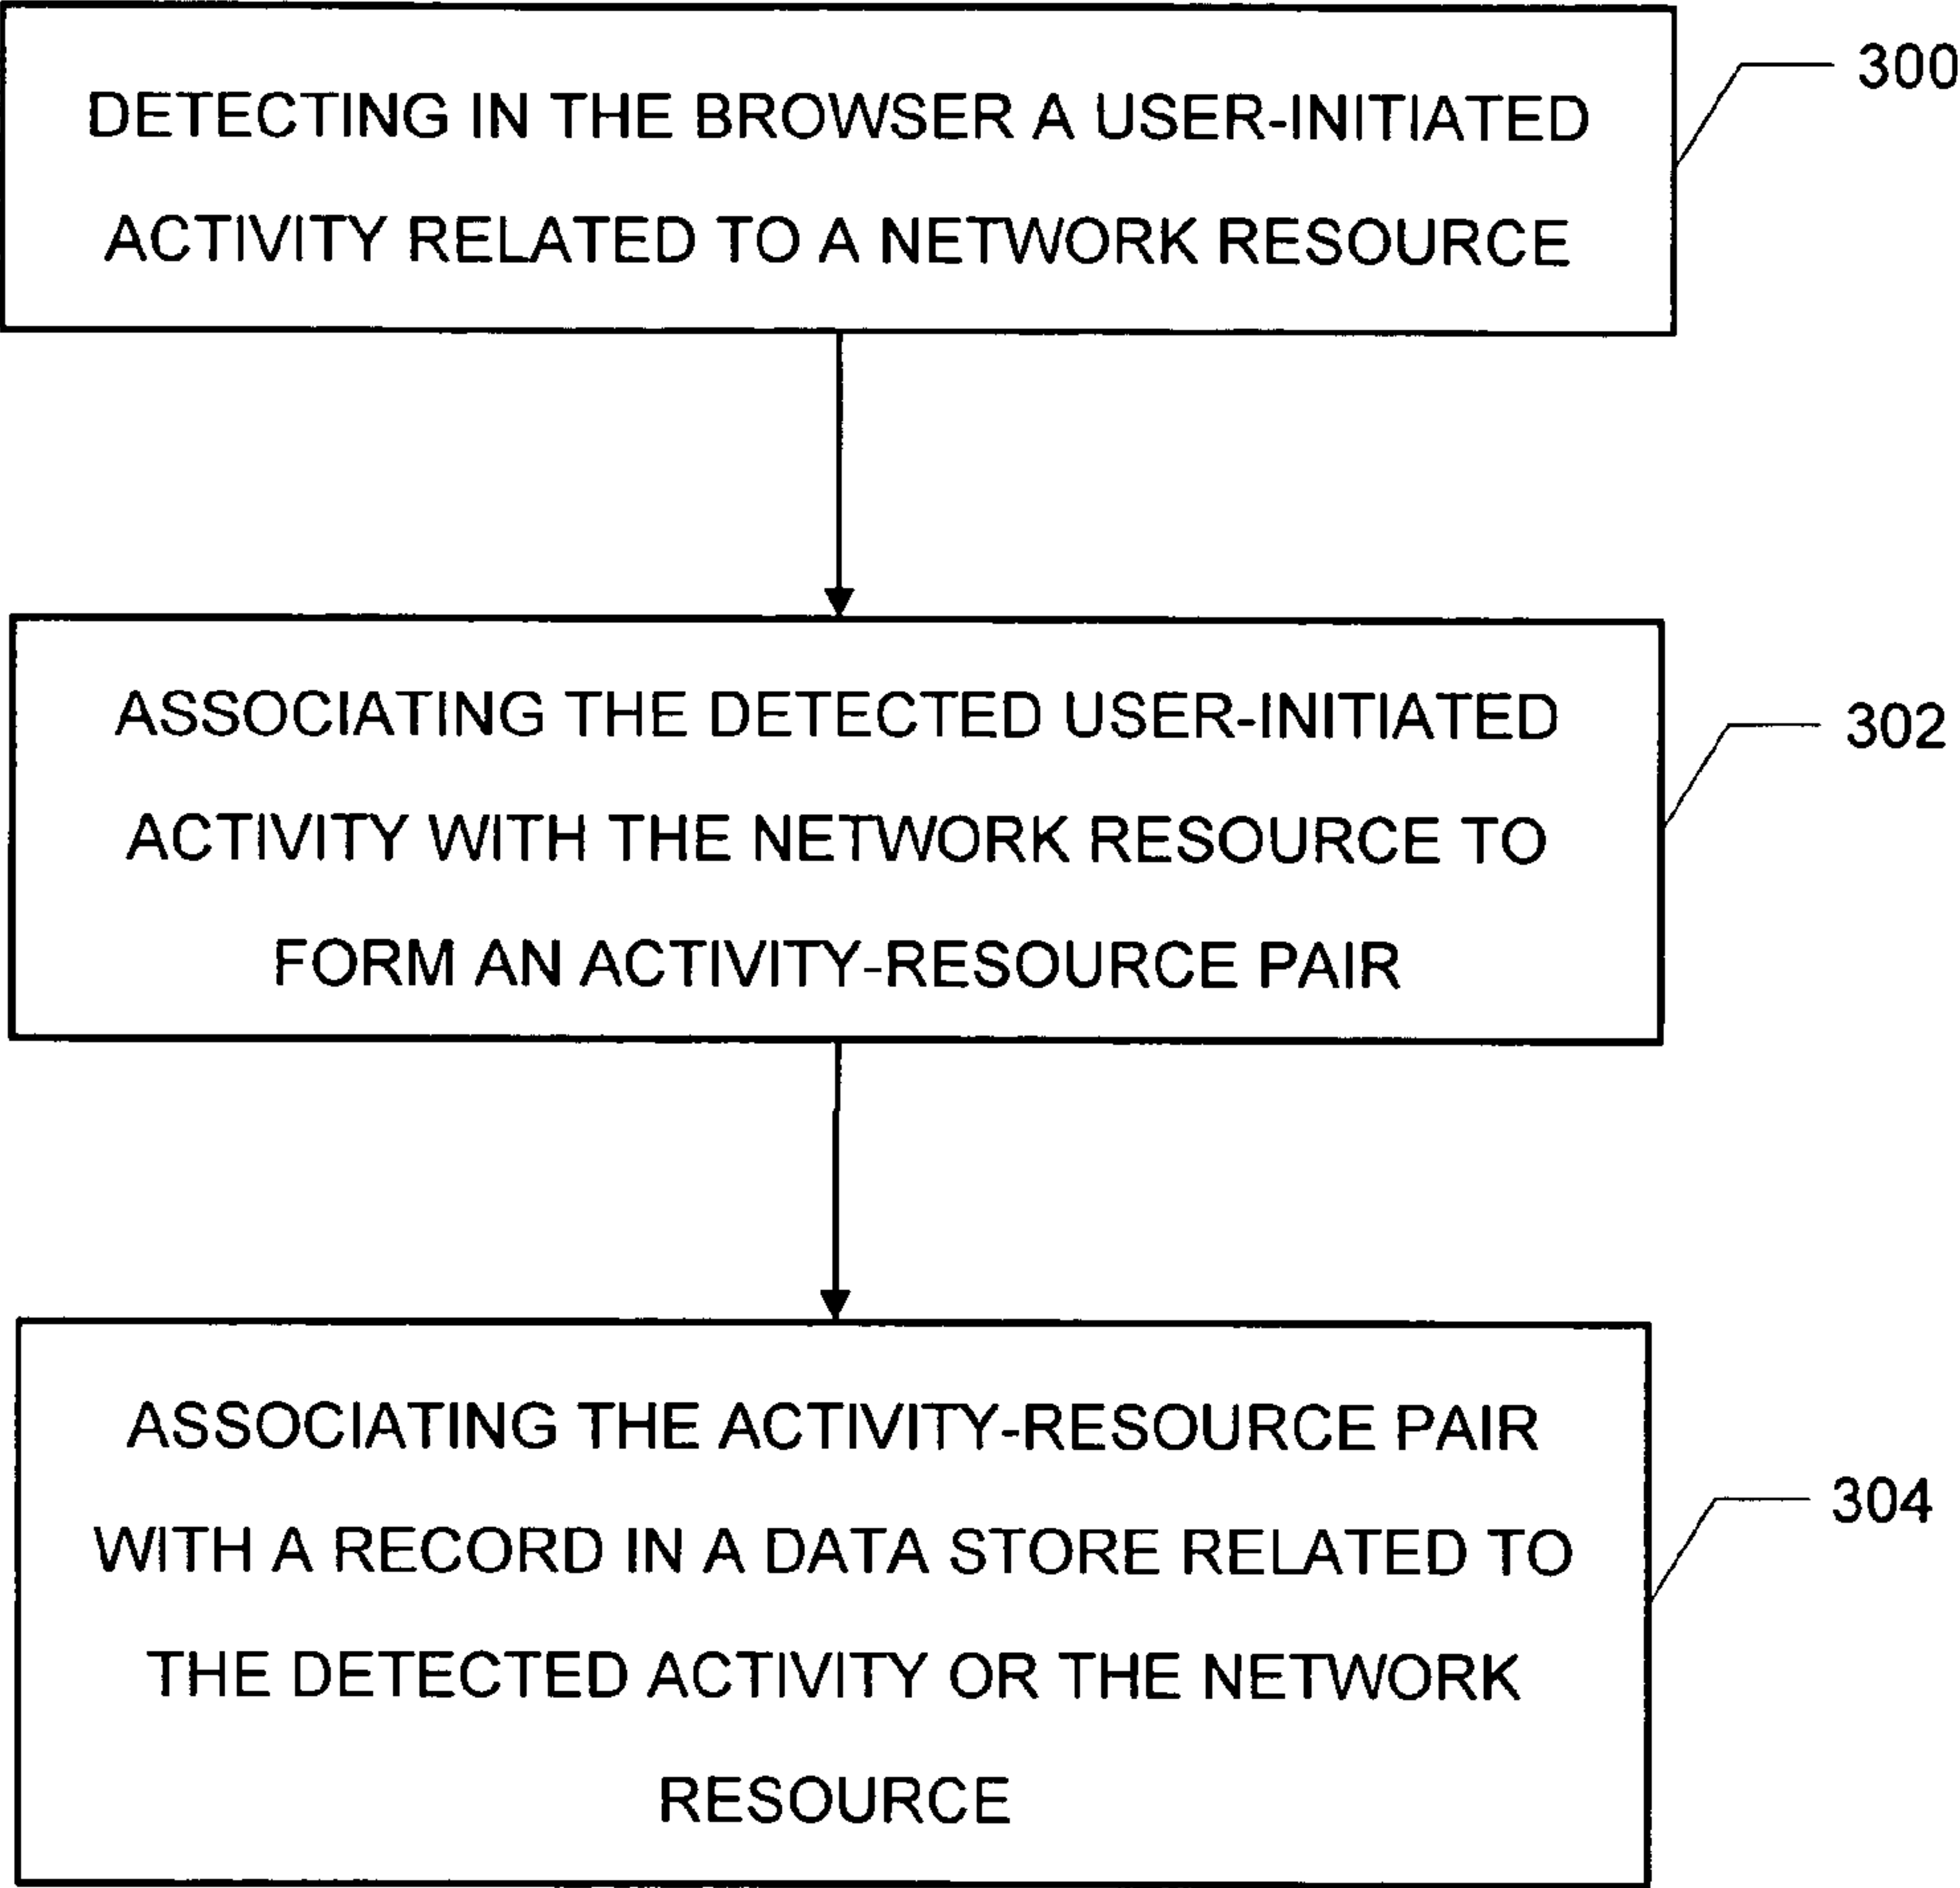 DETECTING IN THE BROWSER A USER-INITIATED
ACTIVITY RELATED TO A NETWORK RESOURCE
300
ASSOCIATING THE DETECTED USER-INITIATED
ACTIVITY WITH THE NETWORK RESOURCE TO
FORM AN ACTIVITY-RESOURCE PAIR
302
ASSOCIATING THE ACTIVITY-RESOURCE PAIR
WITH A RECORD IN A DATA STORE RELATED TO
THE DETECTED ACTIVITY OR THE NETWORK
RESOURCE
304